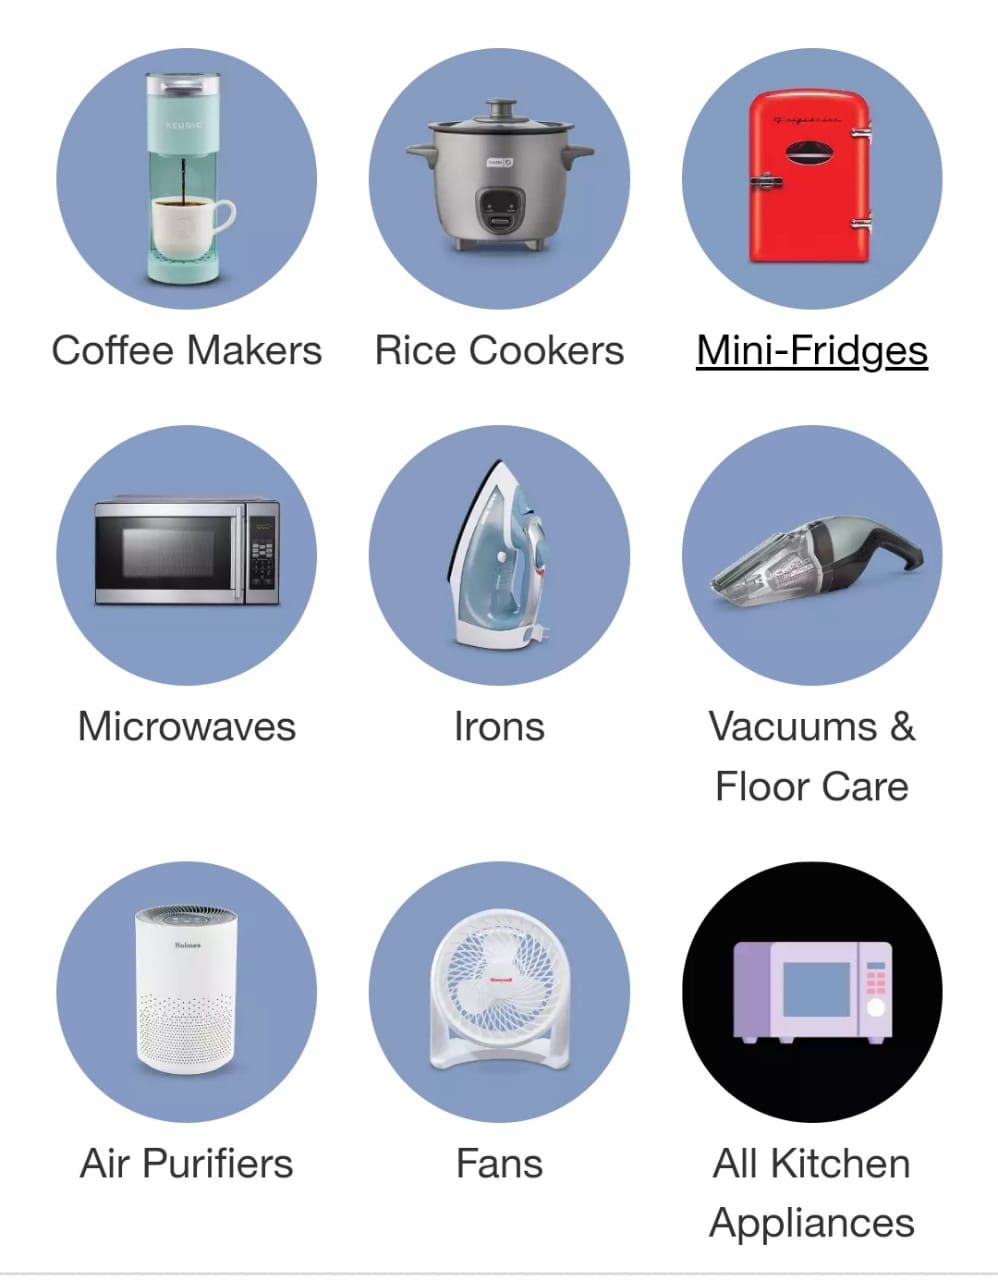 KEURIG
Frigidaire
Coffee Makers
Rice Cookers
Mini-Fridges
Microwaves
Irons
Vacuums &
Floor Care
Holmes
Honeywell
Air Purifiers
Fans
All Kitchen
Appliances